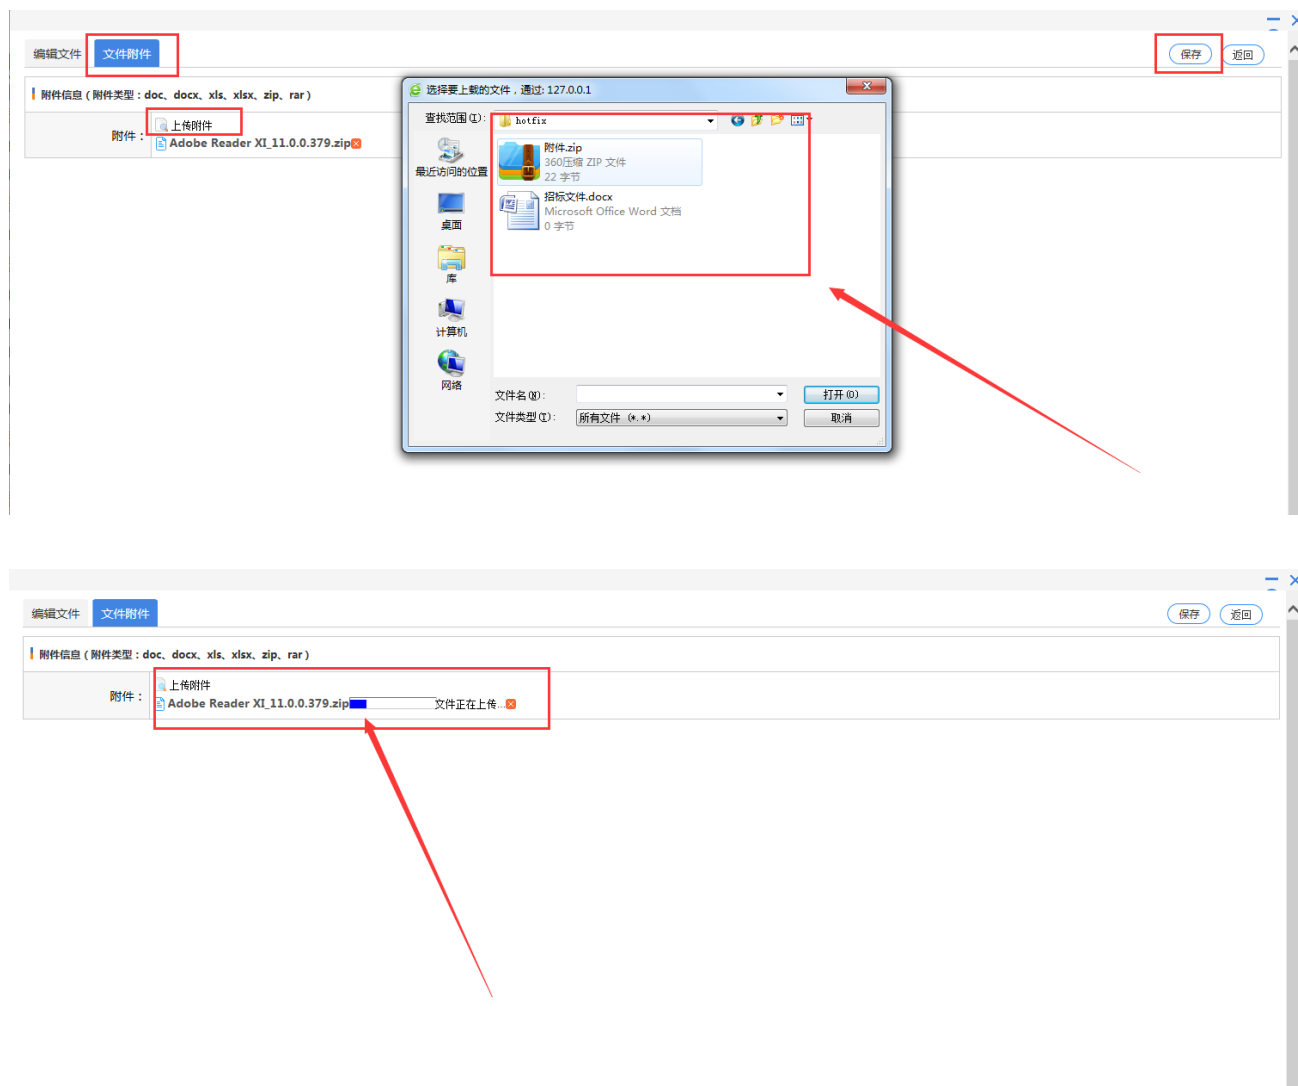 编辑文件 文件附件 保存 返回
附件信息 ( 附件类型：doc、docx、xls、xlsx、zip、rar )
附件： 上传附件
Adobe Reader XI_11.0.0.379.zip
选择要上载的文件，通过: 127.0.0.1
查找范围(I): hotfix
最近访问的位置
桌面
库
计算机
网络
附件.zip
360压缩 ZIP 文件
22 字节
招标文件.docx
Microsoft Office Word 文档
0 字节
文件名(N): 打开(O)
文件类型(T): 所有文件 (*.*) 取消
编辑文件 文件附件 保存 返回
附件信息 ( 附件类型：doc、docx、xls、xlsx、zip、rar )
附件： 上传附件
Adobe Reader XI_11.0.0.379.zip 文件正在上传...